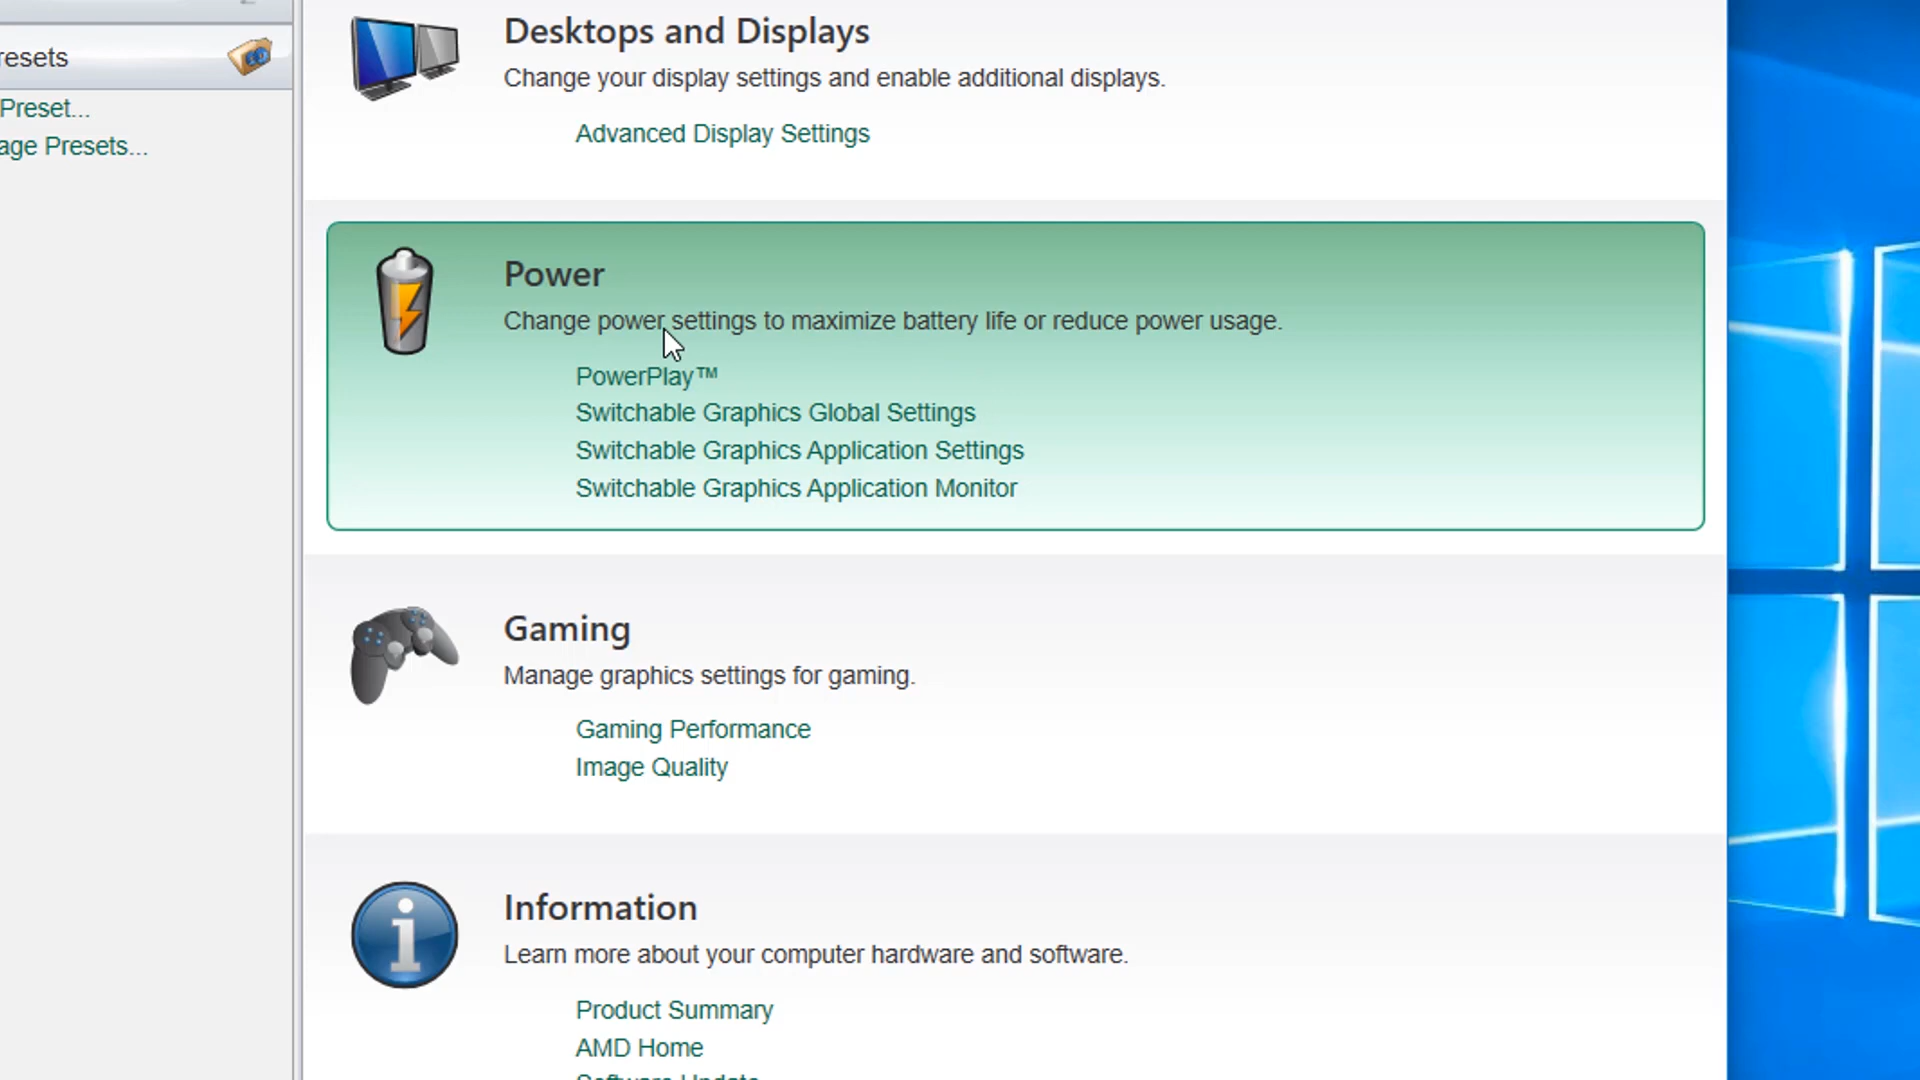 Desktops and Displays
resets
Change your display settings and enable additional displays.
Preset...
Advanced Display Settings
age Presets...
Power
Change power settings to maximize battery life or reduce power usage.
PowerPlay™
Switchable Graphics Global Settings
Switchable Graphics Application Settings
Switchable Graphics Application Monitor
Gaming
Manage graphics settings for gaming.
Gaming Performance
Image Quality
Information
Learn more about your computer hardware and software.
Product Summary
AMD Home
Software Update